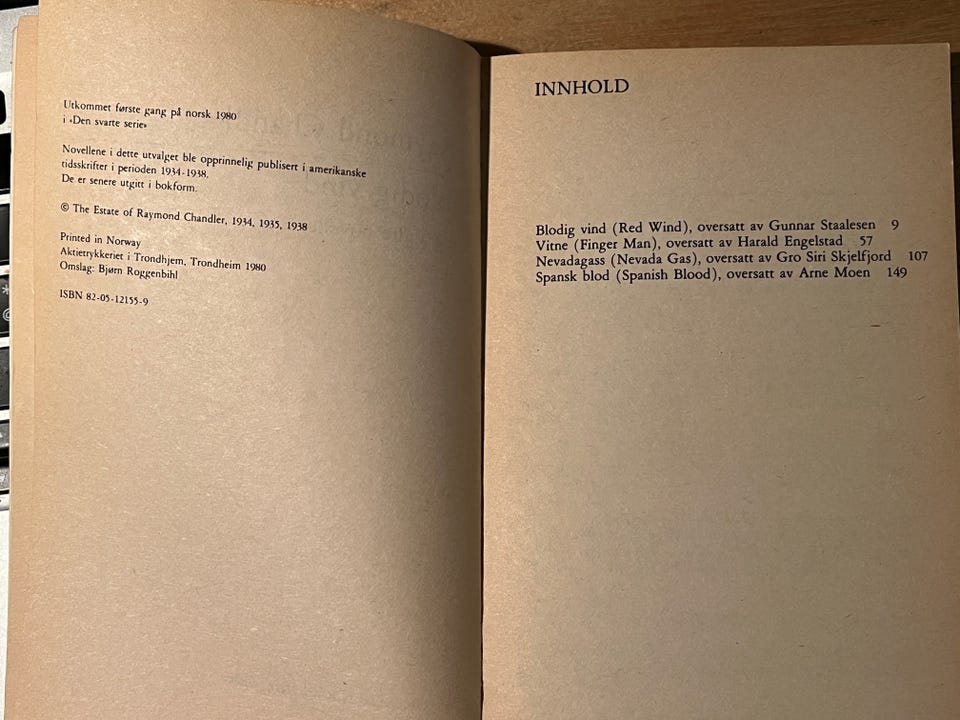 Utkommet første gang på norsk 1980
i «Den svarte serie»
Novellene i dette utvalget ble opprinnelig publisert i amerikanske
tidsskrifter i perioden 1934-1938.
De er senere utgitt i bokform.
© The Estate of Raymond Chandler, 1934, 1935, 1938
Printed in Norway
Aktietrykkeriet i Trondhjem, Trondheim 1980
Omslag: Bjørn Roggenbihl
ISBN 82-05-12155-9
INNHOLD
Blodig vind (Red Wind), oversatt av Gunnar Staalesen 9
Vitne (Finger Man), oversatt av Harald Engelstad 57
Nevadagass (Nevada Gas), oversatt av Gro Siri Skjelfjord 107
Spansk blod (Spanish Blood), oversatt av Arne Moen 149